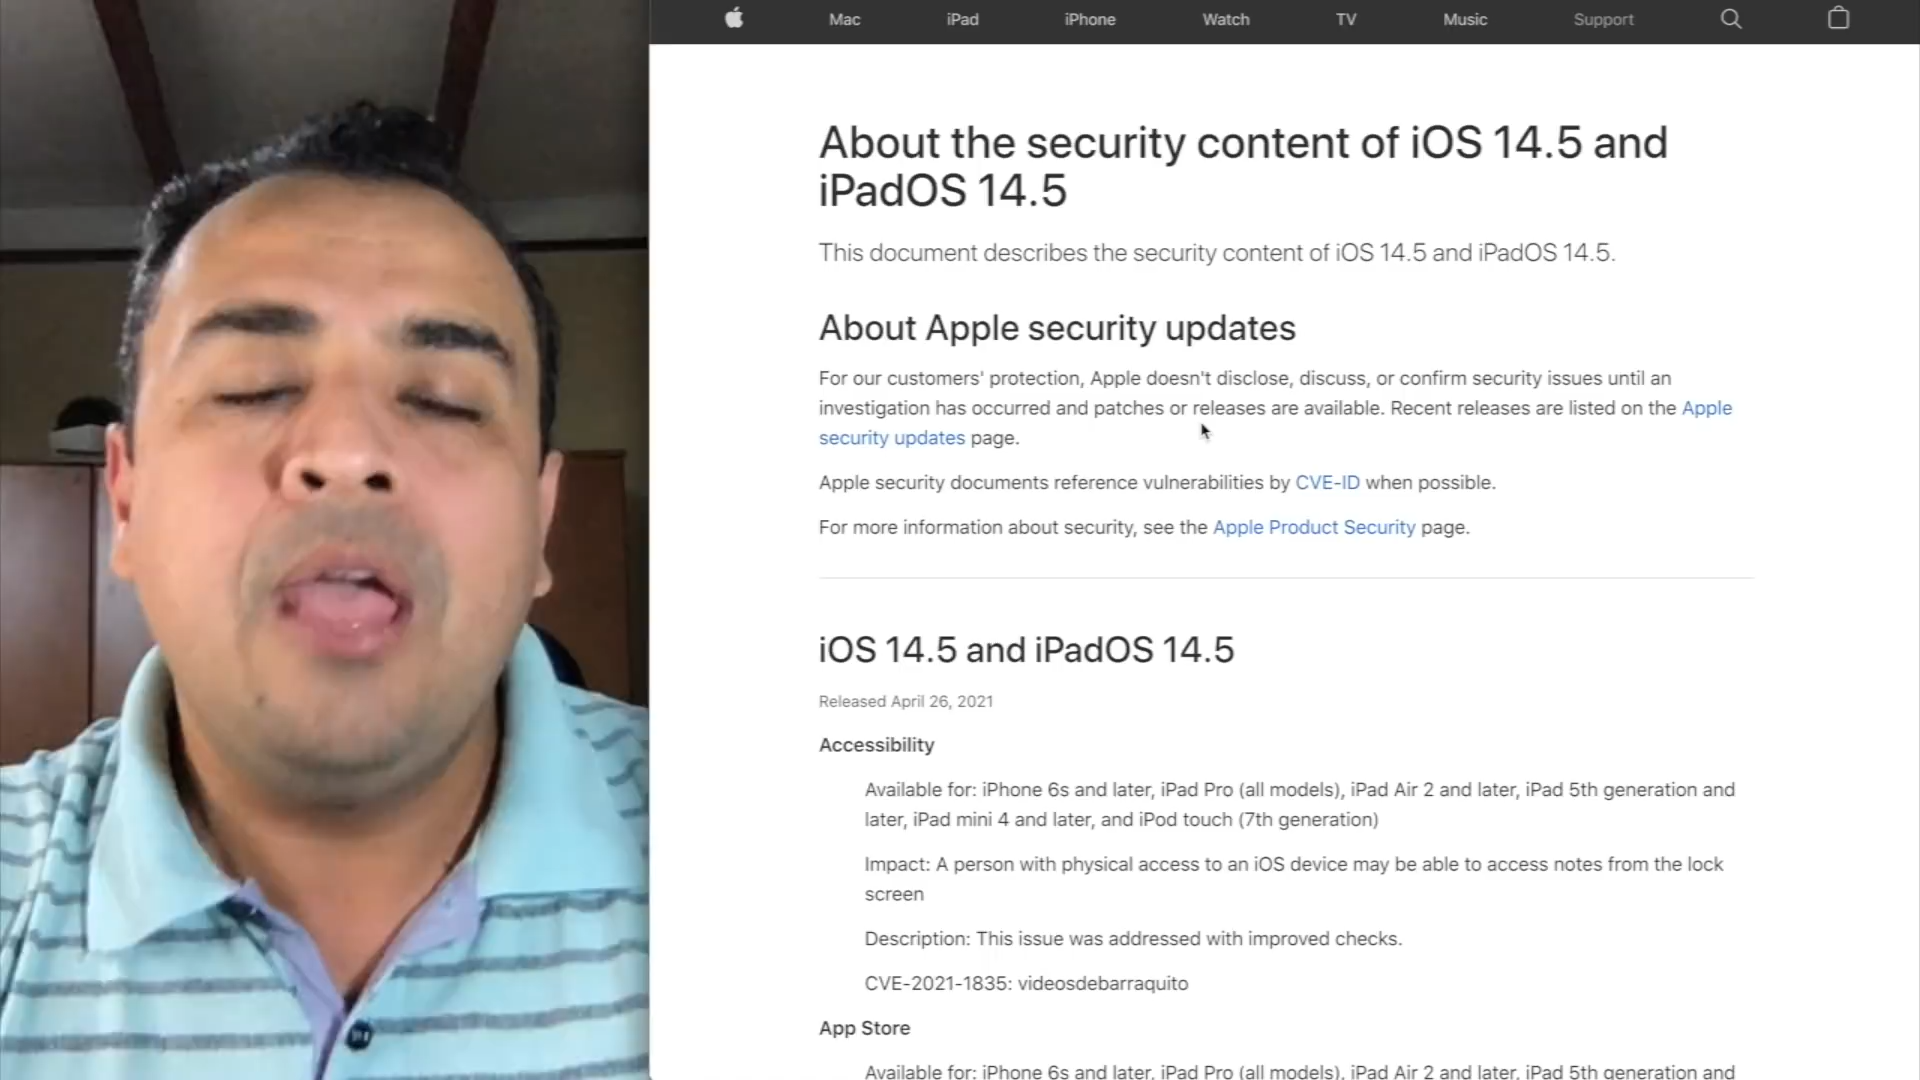 Mac iPad iPhone Watch TV Music Support
About the security content of iOS 14.5 and
iPadOS 14.5
This document describes the security content of iOS 14.5 and iPadOS 14.5.
About Apple security updates
For our customers' protection, Apple doesn't disclose, discuss, or confirm security issues until an
investigation has occurred and patches or releases are available. Recent releases are listed on the Apple
security updates page.
Apple security documents reference vulnerabilities by CVE-ID when possible.
For more information about security, see the Apple Product Security page.
iOS 14.5 and iPadOS 14.5
Released April 26, 2021
Accessibility
Available for: iPhone 6s and later, iPad Pro (all models), iPad Air 2 and later, iPad 5th generation and
later, iPad mini 4 and later, and iPod touch (7th generation)
Impact: A person with physical access to an iOS device may be able to access notes from the lock
screen
Description: This issue was addressed with improved checks.
CVE-2021-1835: videosdebarraquito
App Store
Available for: iPhone 6s and later, iPad Pro (all models), iPad Air 2 and later, iPad 5th generation and